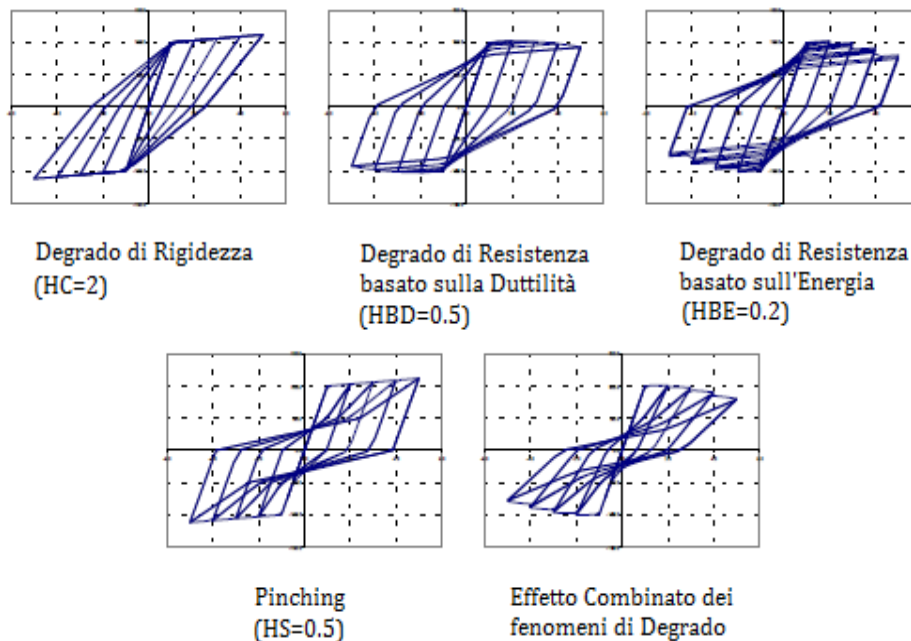 Degrado di Rigidezza
(HC=2)
Degrado di Resistenza
basato sulla Duttilità
(HBD=0.5)
Degrado di Resistenza
basato sull'Energia
(HBE=0.2)
Pinching
(HS=0.5)
Effetto Combinato dei
fenomeni di Degrado